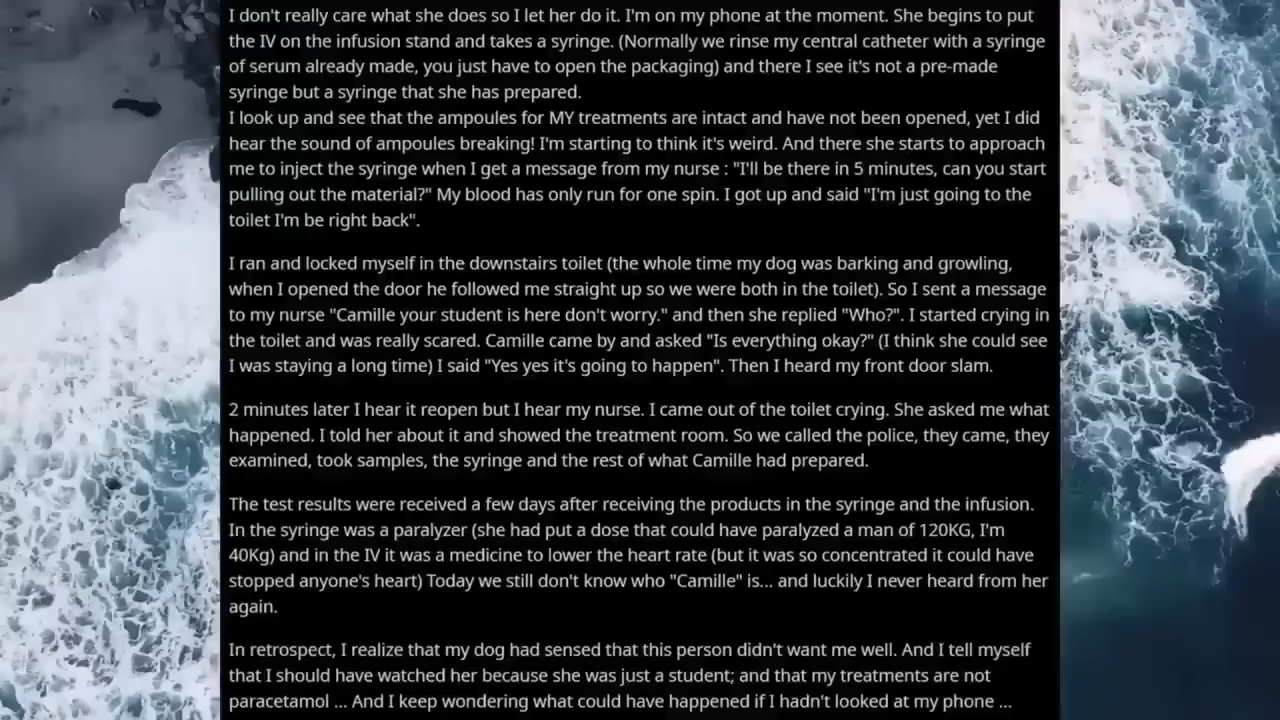 I don't really care what she does so I let her do it. I'm on my phone at the moment. She begins to put
the IV on the infusion stand and takes a syringe. (Normally we rinse my central catheter with a syringe
of serum already made, you just have to open the packaging) and there I see it's not a pre-made
syringe but a syringe that she has prepared.
I look up and see that the ampoules for MY treatments are intact and have not been opened, yet I did
hear the sound of ampoules breaking! I'm starting to think it's weird. And there she starts to approach
me to inject the syringe when I get a message from my nurse : "I'll be there in 5 minutes, can you start
pulling out the material?" My blood has only run for one spin. I got up and said "I'm just going to the
toilet I'm be right back".
I ran and locked myself in the downstairs toilet (the whole time my dog was barking and growling,
when I opened the door he followed me straight up so we were both in the toilet). So I sent a message
to my nurse "Camille your student is here don't worry." and then she replied "Who?". I started crying in
the toilet and was really scared. Camille came by and asked "Is everything okay?" (I think she could see
I was staying a long time) I said "Yes yes it's going to happen". Then I heard my front door slam.
2 minutes later I hear it reopen but I hear my nurse. I came out of the toilet crying. She asked me what
happened. I told her about it and showed the treatment room. So we called the police, they came, they
examined, took samples, the syringe and the rest of what Camille had prepared.
The test results were received a few days after receiving the products in the syringe and the infusion.
In the syringe was a paralyzer (she had put a dose that could have paralyzed a man of 120KG, I'm
40Kg) and in the IV it was a medicine to lower the heart rate (but it was so concentrated it could have
stopped anyone's heart) Today we still don't know who "Camille" is... and luckily I never heard from her
again.
In retrospect, I realize that my dog had sensed that this person didn't want me well. And I tell myself
that I should have watched her because she was just a student; and that my treatments are not
paracetamol ... And I keep wondering what could have happened if I hadn't looked at my phone ...